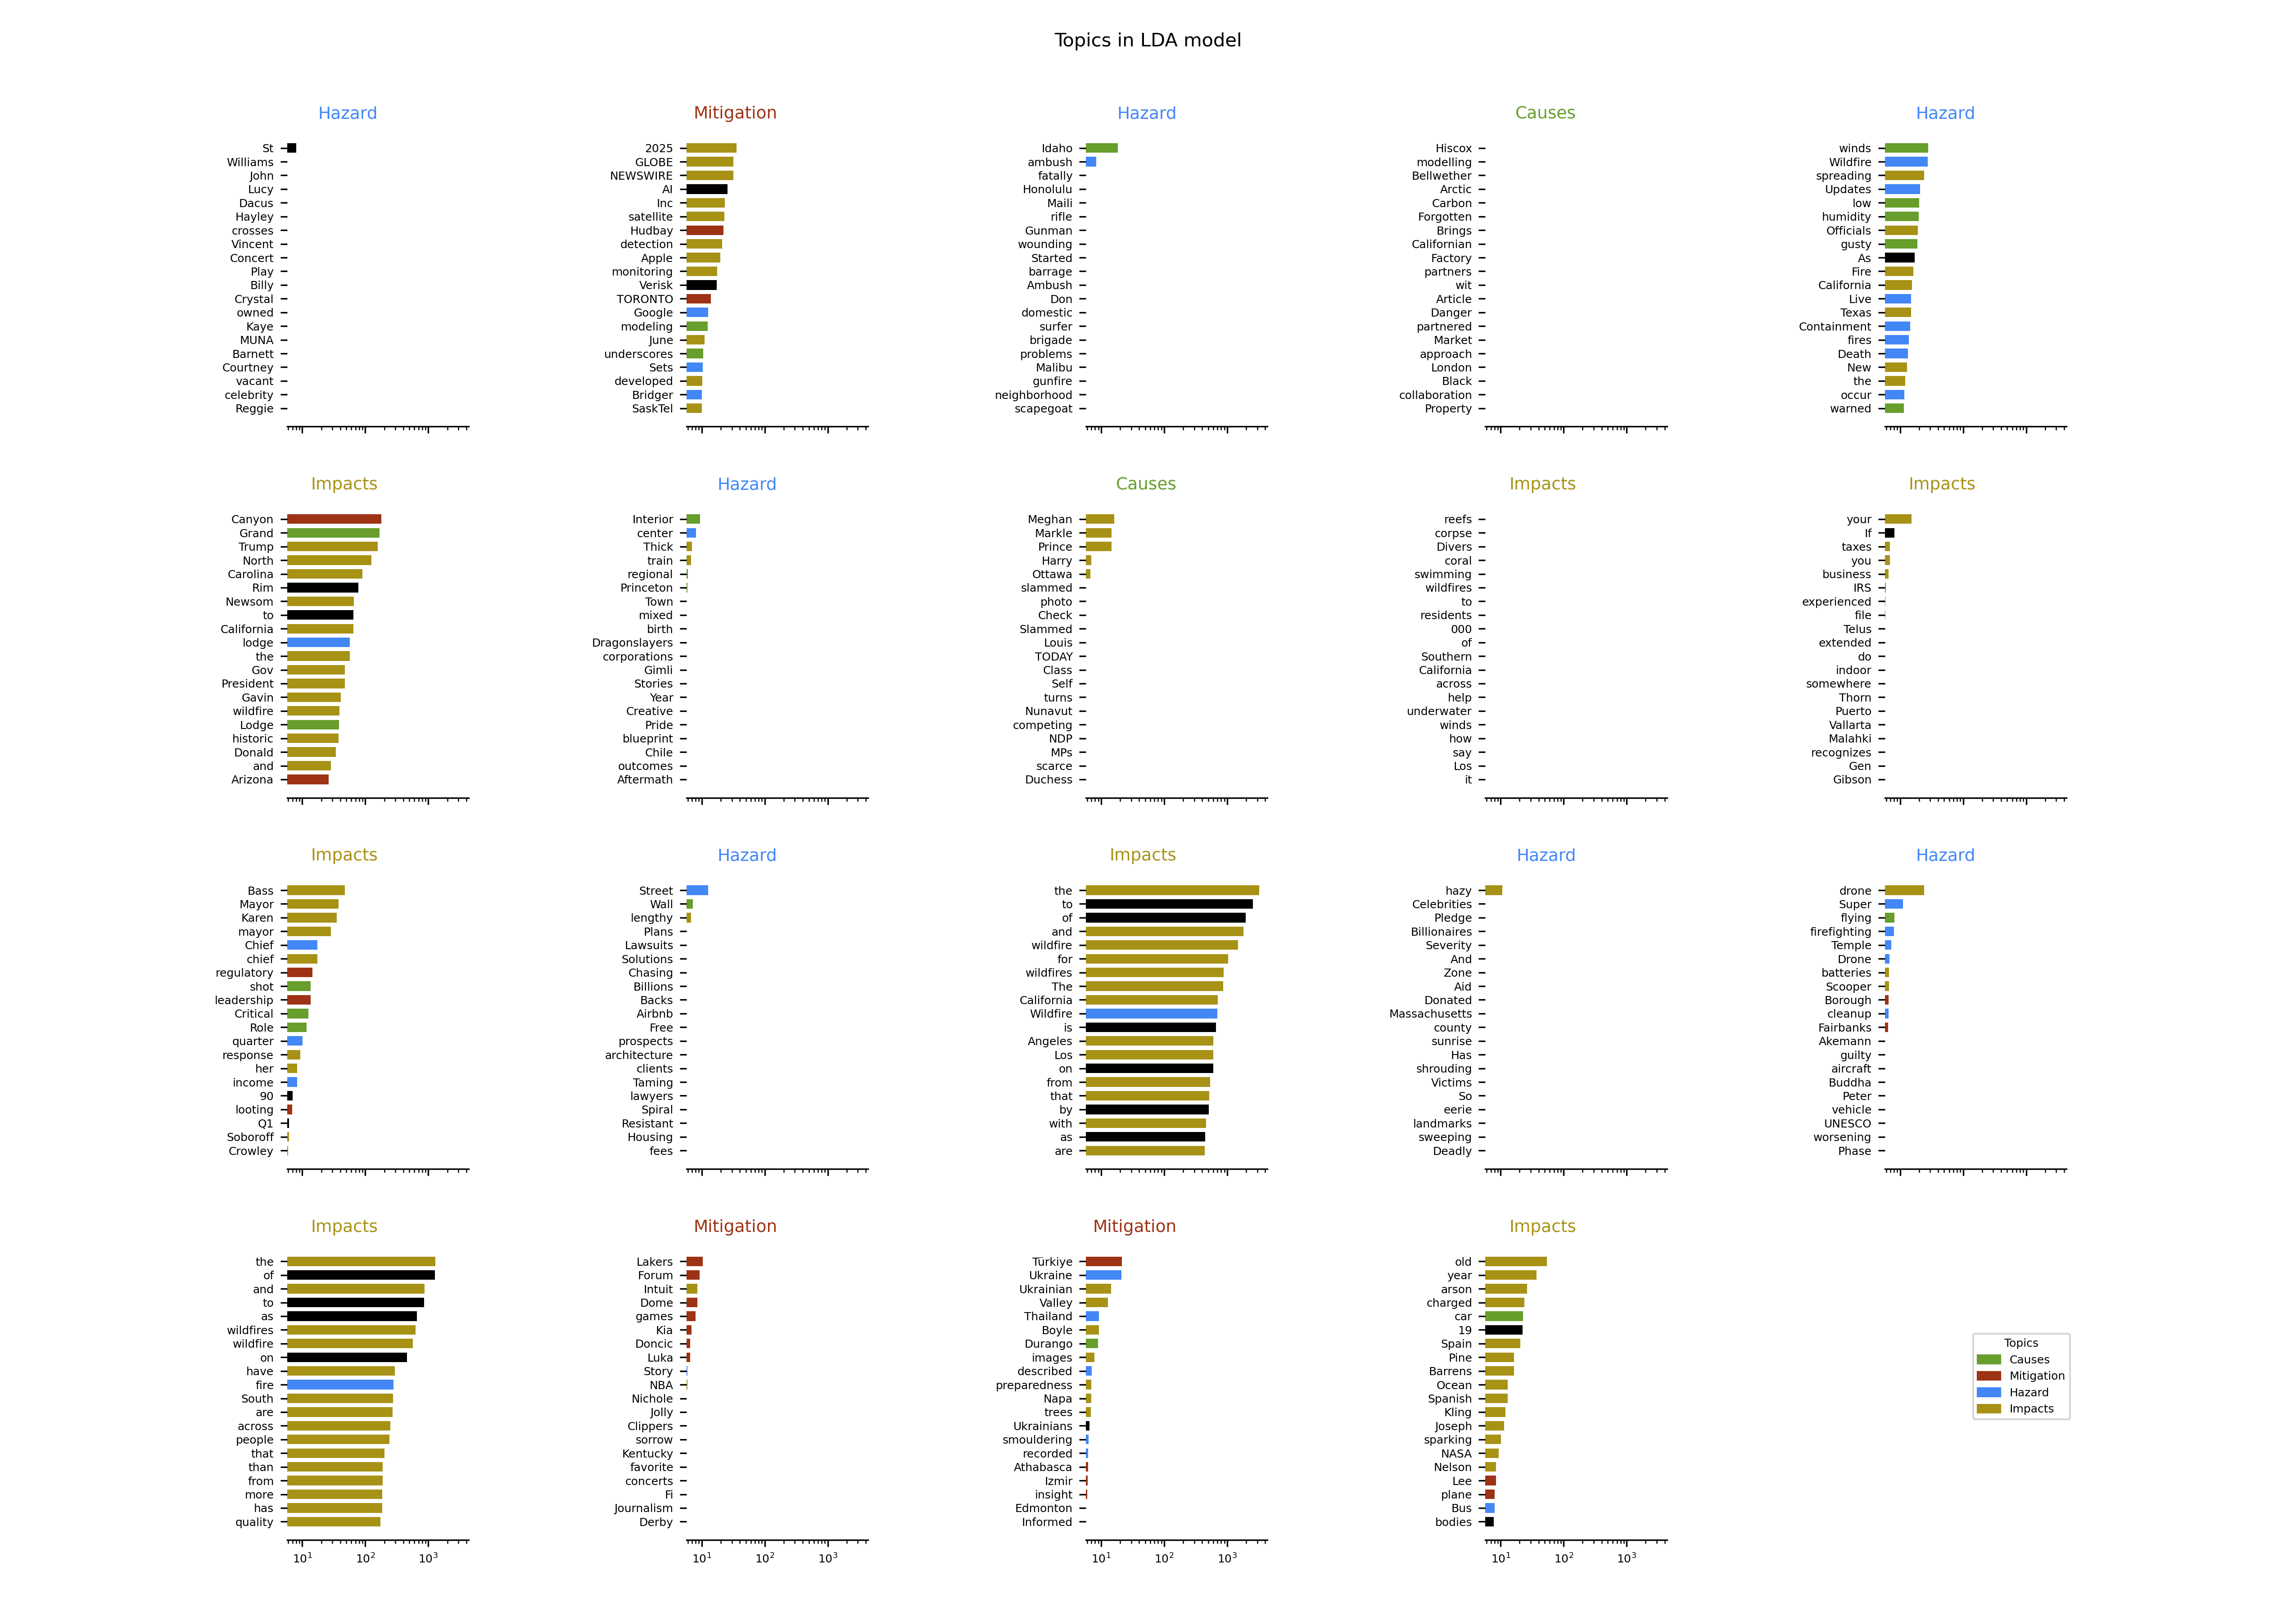 Topics in LDA model
Hazard
St
Williams
John
Lucy
Dacus
Hayley
crosses
Vincent
Concert
Play
Billy
Crystal
owned
Kaye
MUNA
Barnett
Courtney
vacant
celebrity
Reggie
Mitigation
2025
GLOBE
NEWSWIRE
AI
Inc
satellite
Hudbay
detection
Apple
monitoring
Verisk
TORONTO
Google
modeling
June
underscores
Sets
developed
Bridger
SaskTel
Hazard
Idaho
ambush
fatally
Honolulu
Maili
rifle
Gunman
wounding
Started
barrage
Ambush
Don
domestic
surfer
brigade
problems
Malibu
gunfire
neighborhood
scapegoat
Causes
Hiscox
modelling
Bellwether
Arctic
Carbon
Forgotten
Brings
Californian
Factory
partners
wit
Article
Danger
partnered
Market
approach
London
Black
collaboration
Property
Hazard
winds
Wildfire
spreading
Updates
low
humidity
Officials
gusty
As
Fire
California
Live
Texas
Containment
fires
Death
New
the
occur
warned
Impacts
Canyon
Grand
Trump
North
Carolina
Rim
Newsom
to
California
lodge
the
Gov
President
Gavin
wildfire
Lodge
historic
Donald
and
Arizona
Hazard
Interior
center
Thick
train
regional
Princeton
Town
mixed
birth
Dragonslayers
corporations
Gimli
Stories
Year
Creative
Pride
blueprint
Chile
outcomes
Aftermath
Causes
Meghan
Markle
Prince
Harry
Ottawa
slammed
photo
Check
Slammed
Louis
TODAY
Class
Self
turns
Nunavut
competing
NDP
MPs
scarce
Duchess
Impacts
reefs
corpse
Divers
coral
swimming
wildfires
to
residents
000
of
Southern
California
across
help
underwater
winds
how
say
Los
it
Impacts
your
If
taxes
you
business
IRS
experienced
file
Telus
extended
do
indoor
somewhere
Thorn
Puerto
Vallarta
Malahki
recognizes
Gen
Gibson
Impacts
Bass
Mayor
Karen
mayor
Chief
chief
regulatory
shot
leadership
Critical
Role
quarter
response
her
income
90
looting
Q1
Soboroff
Crowley
Hazard
Street
Wall
lengthy
Plans
Lawsuits
Solutions
Chasing
Billions
Backs
Airbnb
Free
prospects
architecture
clients
Taming
lawyers
Spiral
Resistant
Housing
fees
Impacts
the
to
of
and
wildfire
for
wildfires
The
California
Wildfire
is
Angeles
Los
on
from
that
by
with
as
are
Hazard
hazy
Celebrities
Pledge
Billionaires
Severity
And
Zone
Aid
Donated
Massachusetts
county
sunrise
Has
shrouding
Victims
So
eerie
landmarks
sweeping
Deadly
Hazard
drone
Super
flying
firefighting
Temple
Drone
batteries
Scooper
Borough
cleanup
Fairbanks
Akemann
guilty
aircraft
Buddha
Peter
vehicle
UNESCO
worsening
Phase
Impacts
the
of
and
to
as
wildfires
wildfire
on
have
fire
South
are
across
people
that
than
from
more
has
quality
10¹ 10² 10³
Mitigation
Lakers
Forum
Intuit
Dome
games
Kia
Doncic
Luka
Story
NBA
Nichole
Jolly
Clippers
sorrow
Kentucky
favorite
concerts
Fi
Journalism
Derby
10¹ 10² 10³
Mitigation
Türkiye
Ukraine
Ukrainian
Valley
Thailand
Boyle
Durango
images
described
preparedness
Napa
trees
Ukrainians
smouldering
recorded
Athabasca
Izmir
insight
Edmonton
Informed
10¹ 10² 10³
Impacts
old
year
arson
charged
car
19
Spain
Pine
Barrens
Ocean
Spanish
Kling
Joseph
sparking
NASA
Nelson
Lee
plane
Bus
bodies
10¹ 10² 10³
Topics
Causes
Mitigation
Hazard
Impacts